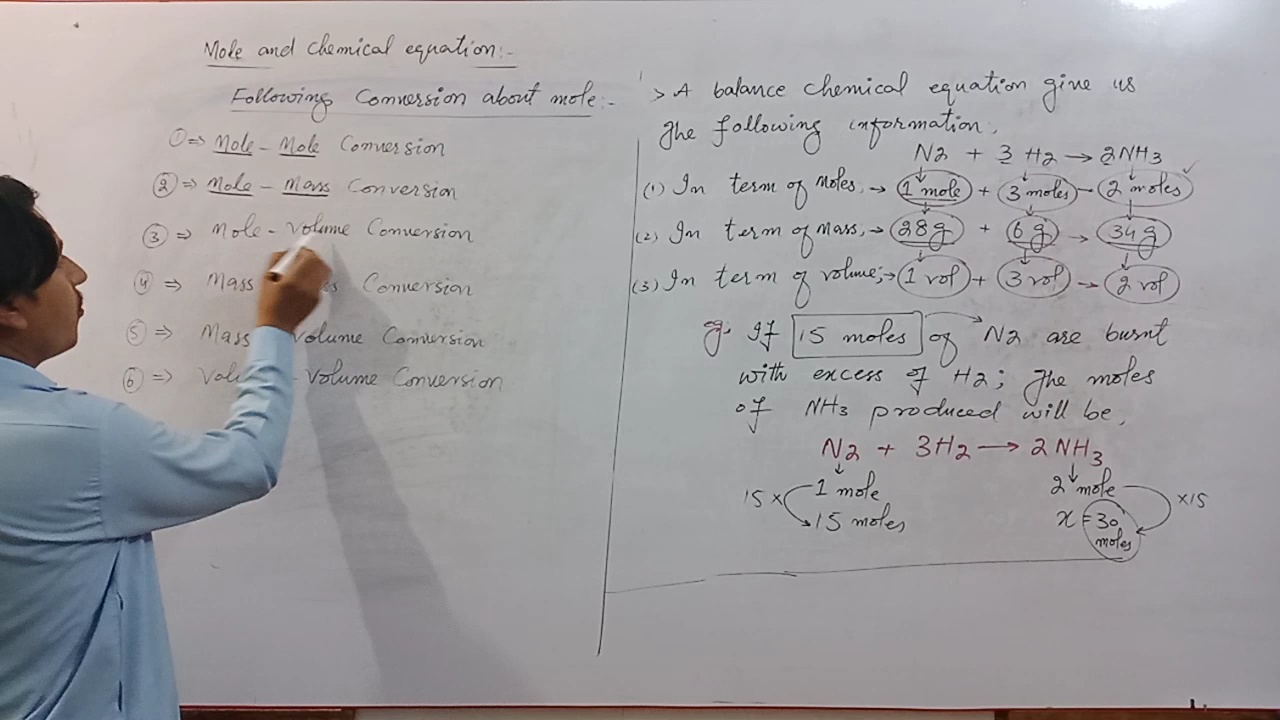 Mole and chemical equation:-
Following Conversion about mole:-
① ⇒ Mole - Mole Conversion
② ⇒ Mole - Mass Conversion
③ ⇒ Mole - Volume Conversion
④ ⇒ Mass Conversion
⑤ ⇒ Mass Volume Conversion
⑥ ⇒ - Volume Conversion
> A balance chemical equation give us
the following information,
N2 + 3 H2 → 2NH3
(1) In term of Moles, → 1 mole + 3 moles - 2 moles
(2) In term of Mass, → 28g + 6g → 34g
(3) In term of volume; → 1 vol + 3 vol → 2 vol
If 15 moles of N2 are burnt
with excess of H2; The moles
of NH3 produced will be,
N2 + 3H2 → 2NH3
1 mole 2 mole
15 × ×15
15 moles x = 30
moles